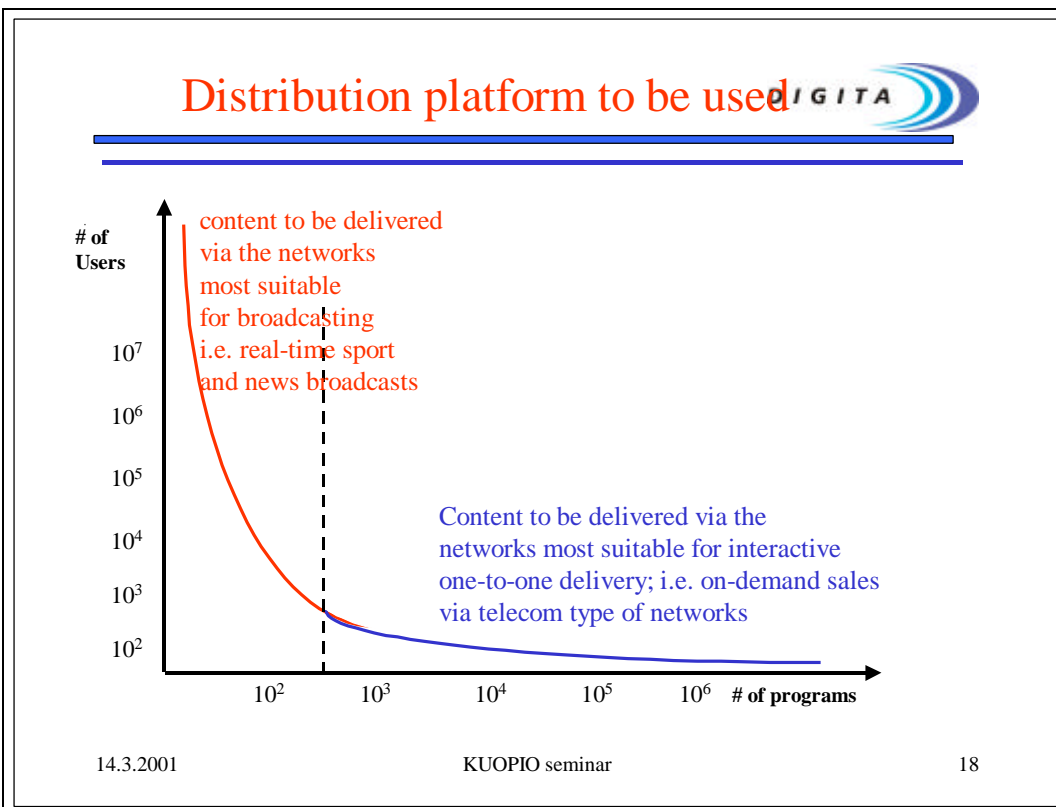 Distribution platform to be used
DIGITA
# of
Users
content to be delivered
via the networks
most suitable
for broadcasting
i.e. real-time sport
and news broadcasts
10⁷
10⁶
10⁵
10⁴
10³
10²
Content to be delivered via the
networks most suitable for interactive
one-to-one delivery; i.e. on-demand sales
via telecom type of networks
10² 10³ 10⁴ 10⁵ 10⁶ # of programs
14.3.2001 KUOPIO seminar 18